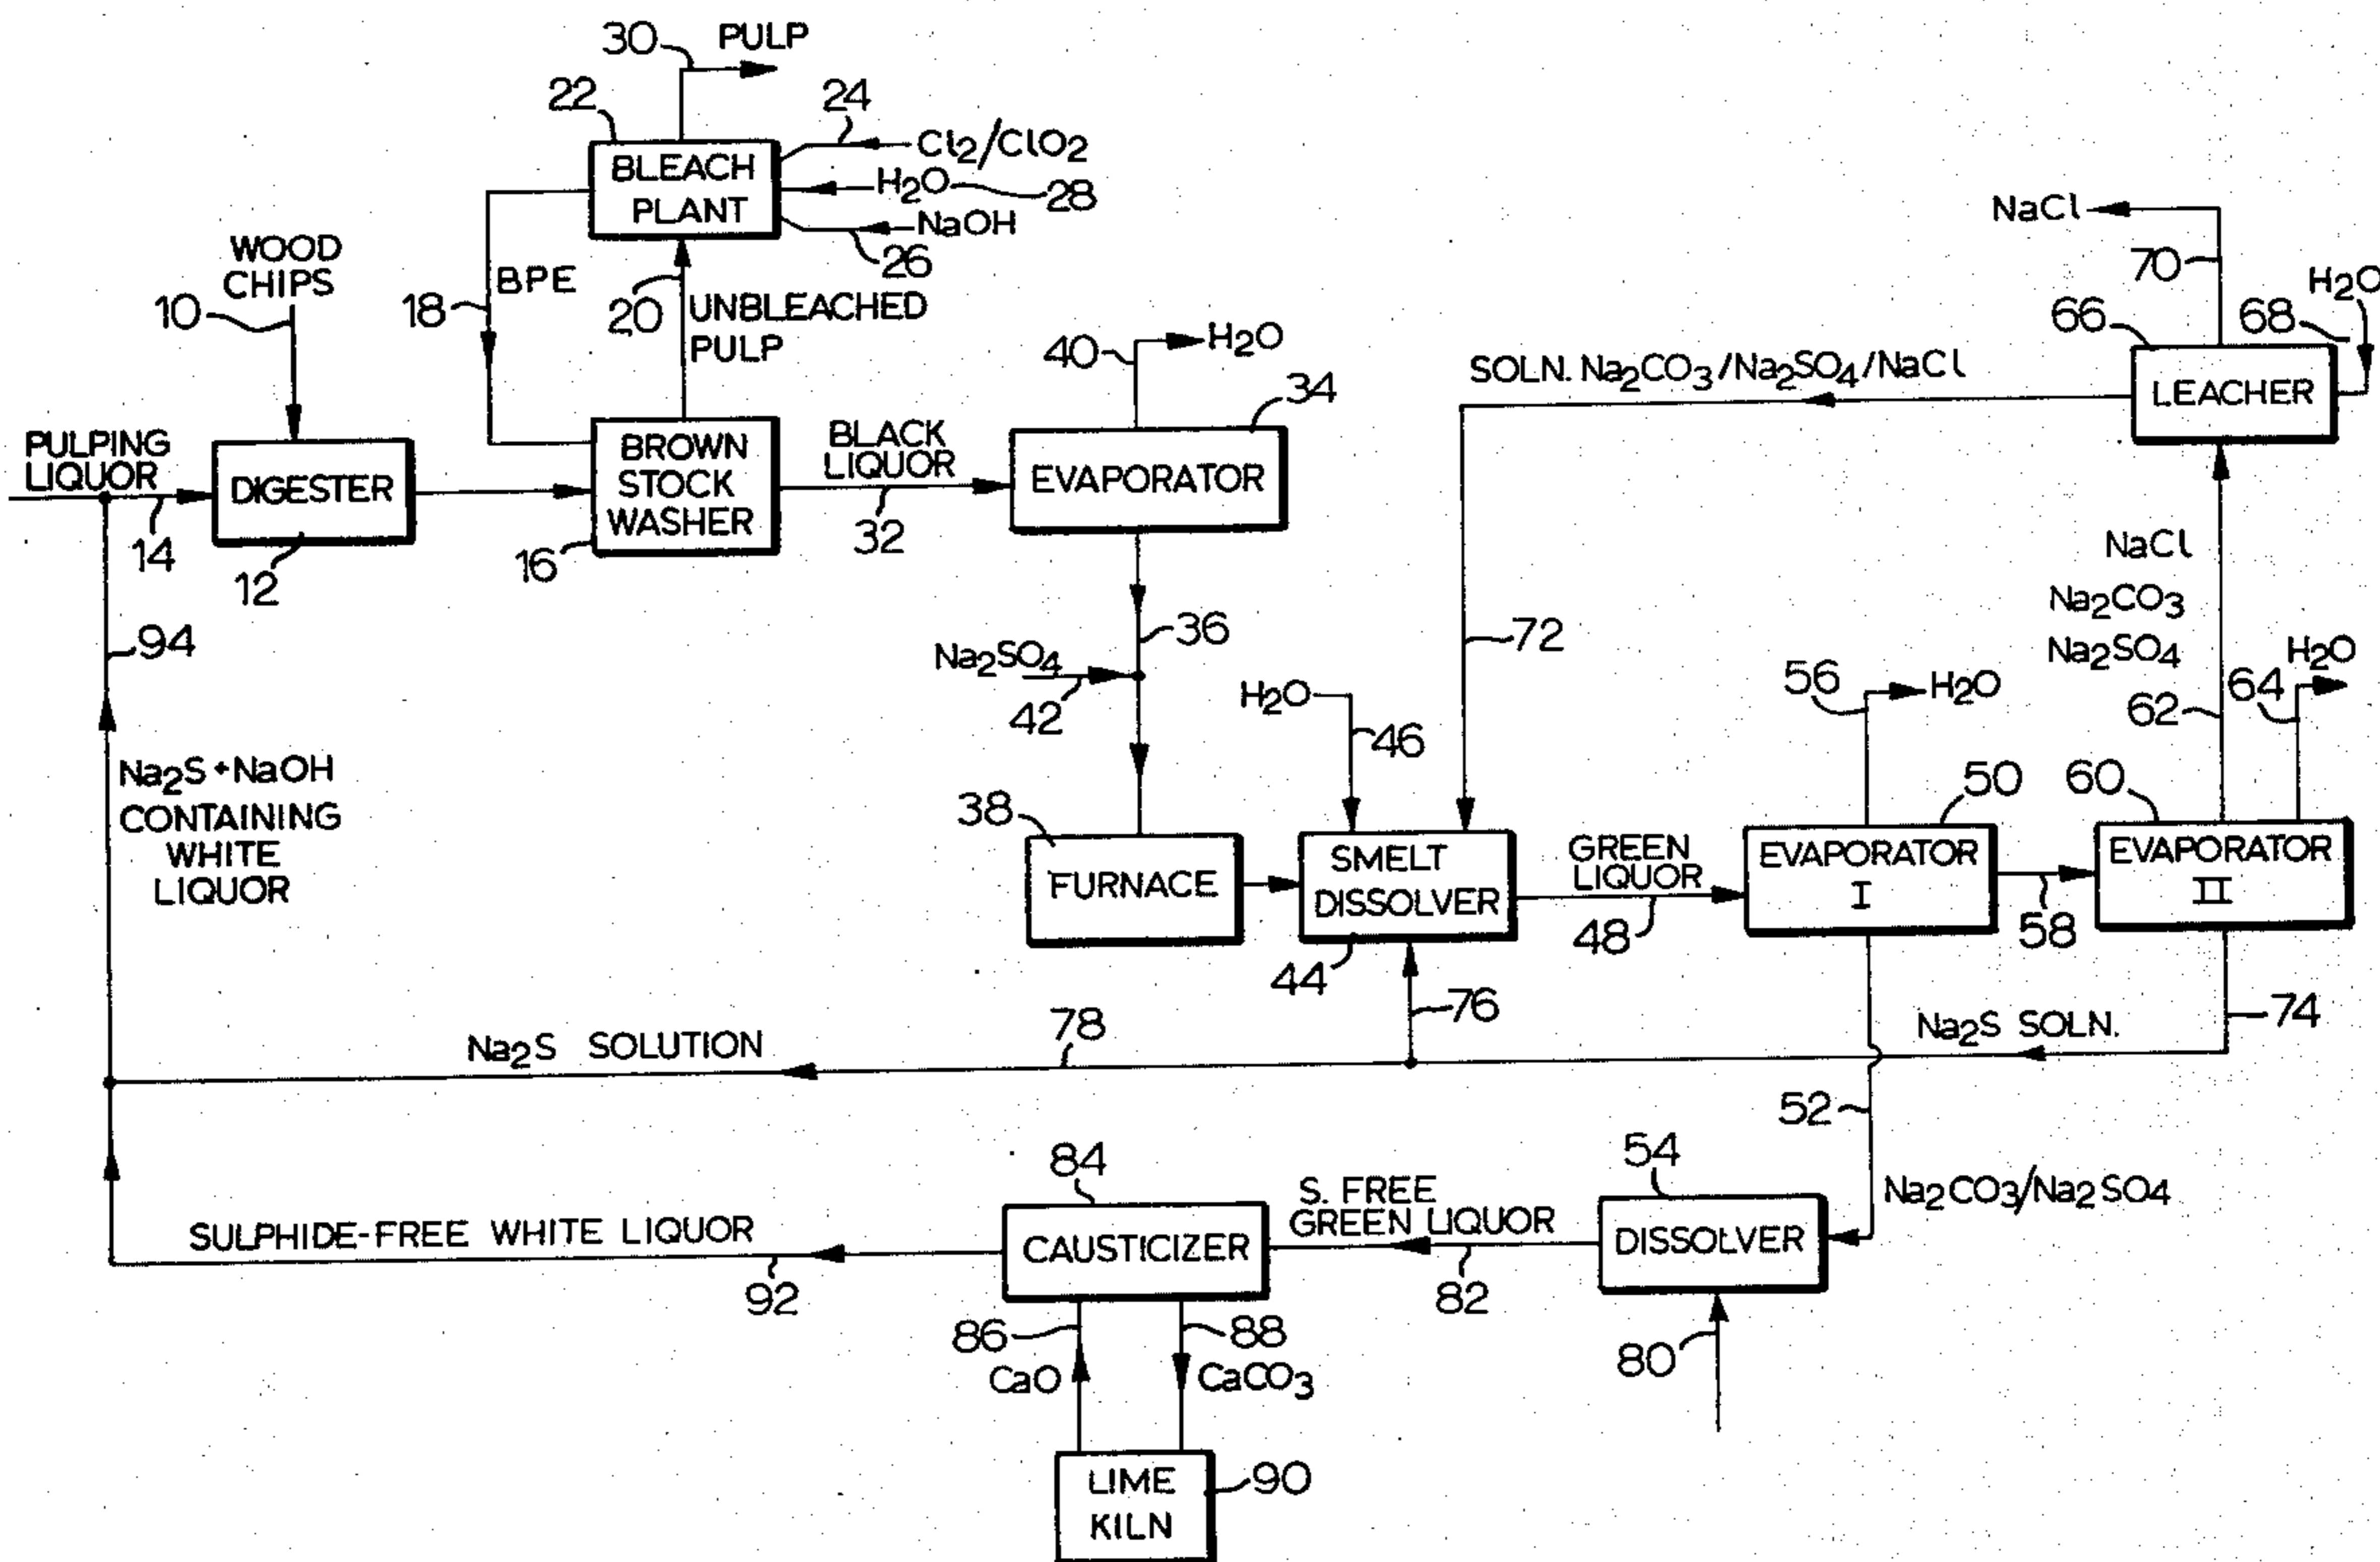 30
PULP
22
24
Cl2/ClO2
BLEACH
PLANT
H2O
28
NaOH
26
WOOD
CHIPS
10
18
BPE
20
UNBLEACHED
PULP
PULPING
LIQUOR
14
DIGESTER
12
BROWN
STOCK
WASHER
16
BLACK
LIQUOR
32
40
H2O
34
EVAPORATOR
36
Na2SO4
42
NaCl
70
H2O
66
68
LEACHER
SOLN. Na2CO3/Na2SO4/NaCl
72
NaCl
Na2CO3
Na2SO4
H2O
62
64
H2O
46
56
H2O
94
Na2S+NaOH
CONTAINING
WHITE
LIQUOR
38
FURNACE
SMELT
DISSOLVER
44
GREEN
LIQUOR
48
50
EVAPORATOR
I
58
60
EVAPORATOR
II
76
74
Na2S SOLN.
Na2S SOLUTION
78
52
Na2CO3/Na2SO4
54
DISSOLVER
80
S. FREE
GREEN LIQUOR
82
84
CAUSTICIZER
SULPHIDE-FREE WHITE LIQUOR
92
86
CaO
88
CaCO3
LIME
KILN
90